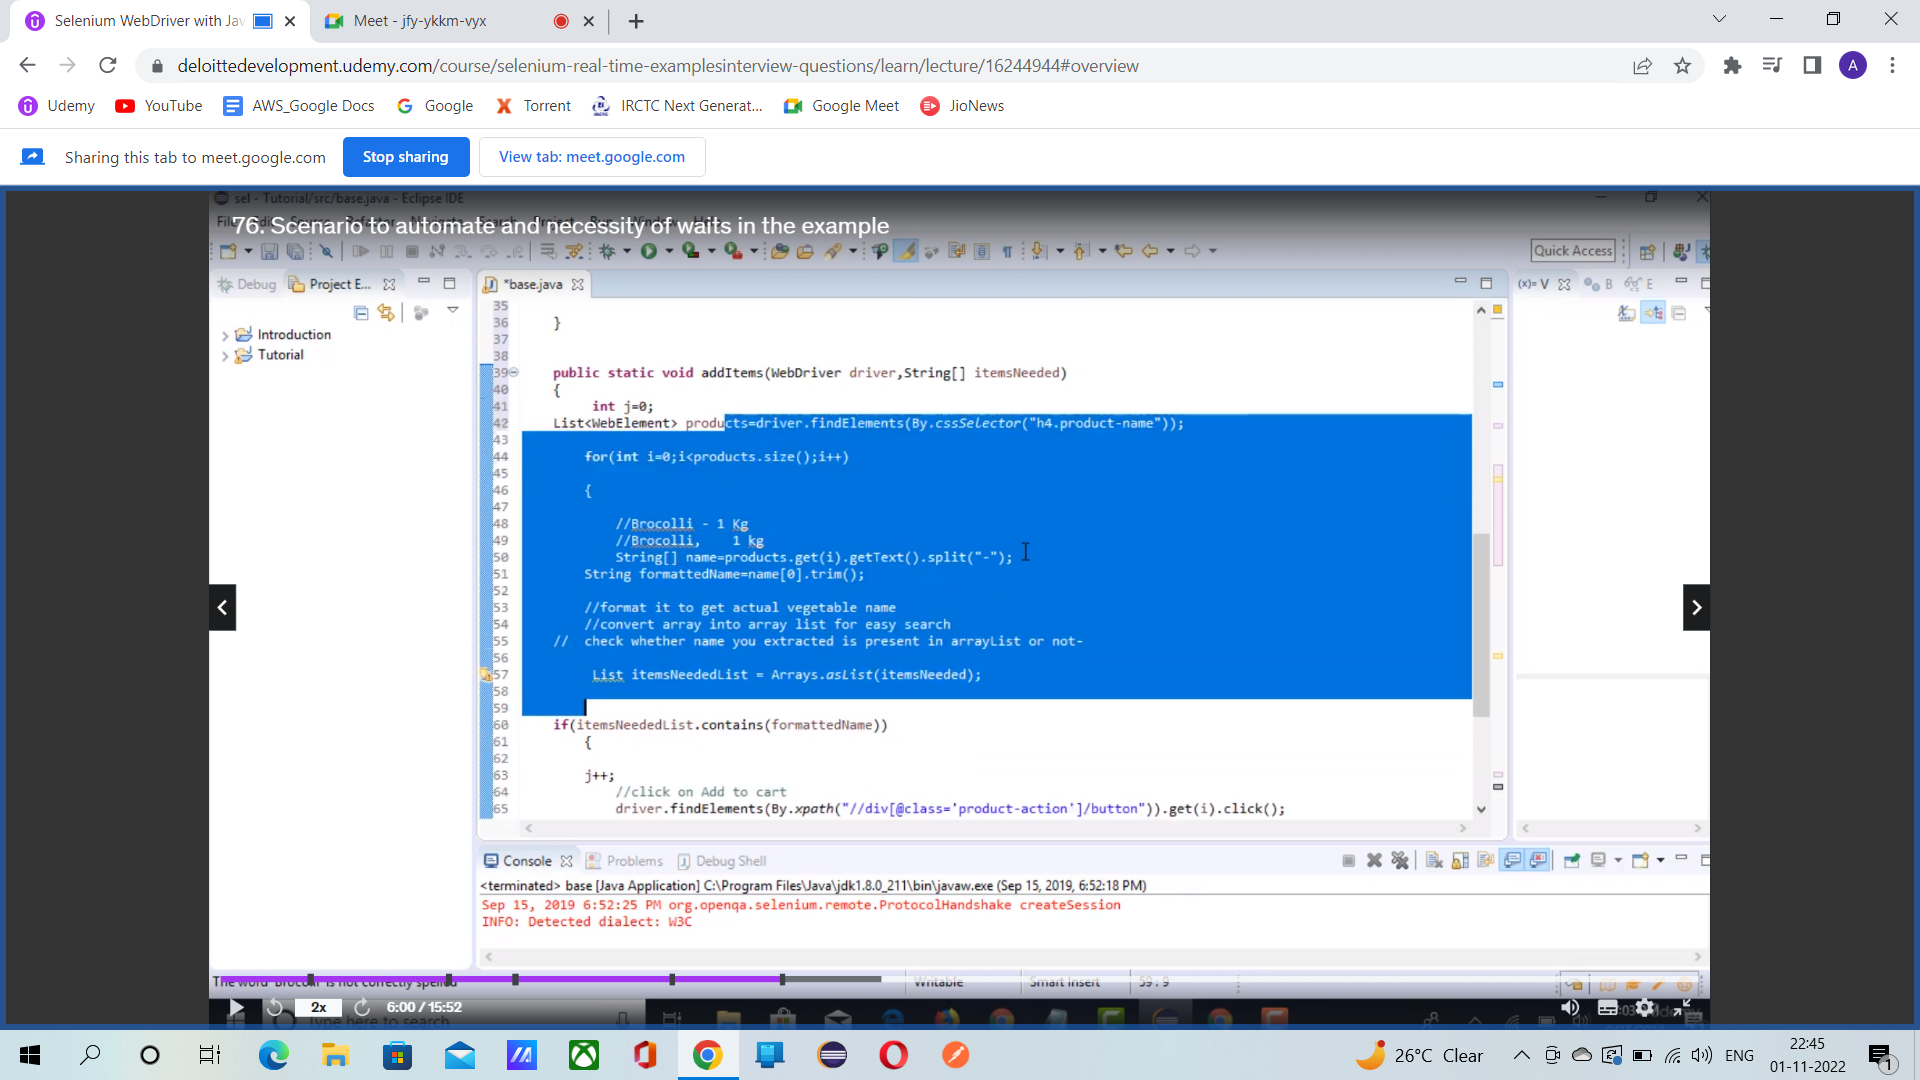 Selenium WebDriver with Jav
Meet - jfy-ykkm-vyx
deloittedevelopment.udemy.com/course/selenium-real-time-examplesinterview-questions/learn/lecture/16244944#overview
A
Udemy
YouTube
AWS_Google Docs
Google
Torrent
IRCTC Next Generat...
Google Meet
JioNews
Sharing this tab to meet.google.com
Stop sharing
View tab: meet.google.com
sel - Tutorial/src/base.java - Eclipse IDE
76. Scenario to automate and necessity of waits in the example
Quick Access
Debug
Project E...
*base.java
(x)= V
B
E
Introduction
Tutorial
35
36 }
37
38
39 public static void addItems(WebDriver driver,String[] itemsNeeded)
40 {
41 int j=0;
42 List<WebElement> products=driver.findElements(By.cssSelector("h4.product-name"));
43
44 for(int i=0;i<products.size();i++)
45
46 {
47
48 //Brocolli - 1 Kg
49 //Brocolli, 1 kg
50 String[] name=products.get(i).getText().split("-");
51 String formattedName=name[0].trim();
52
53 //format it to get actual vegetable name
54 //convert array into array list for easy search
55 // check whether name you extracted is present in arrayList or not-
56
57 List itemsNeededList = Arrays.asList(itemsNeeded);
58
59
60 if(itemsNeededList.contains(formattedName))
61 {
62
63 j++;
64 //click on Add to cart
65 driver.findElements(By.xpath("//div[@class='product-action']/button")).get(i).click();
Console
Problems
Debug Shell
<terminated> base [Java Application] C:\Program Files\Java\jdk1.8.0_211\bin\javaw.exe (Sep 15, 2019, 6:52:18 PM)
Sep 15, 2019 6:52:25 PM org.openqa.selenium.remote.ProtocolHandshake createSession
INFO: Detected dialect: W3C
The word 'Brocolli' is not correctly spelled
Writable
Smart Insert
59 : 9
2x
6:00 / 15:52
Type here to search
26°C Clear
ENG
22:45
01-11-2022
1